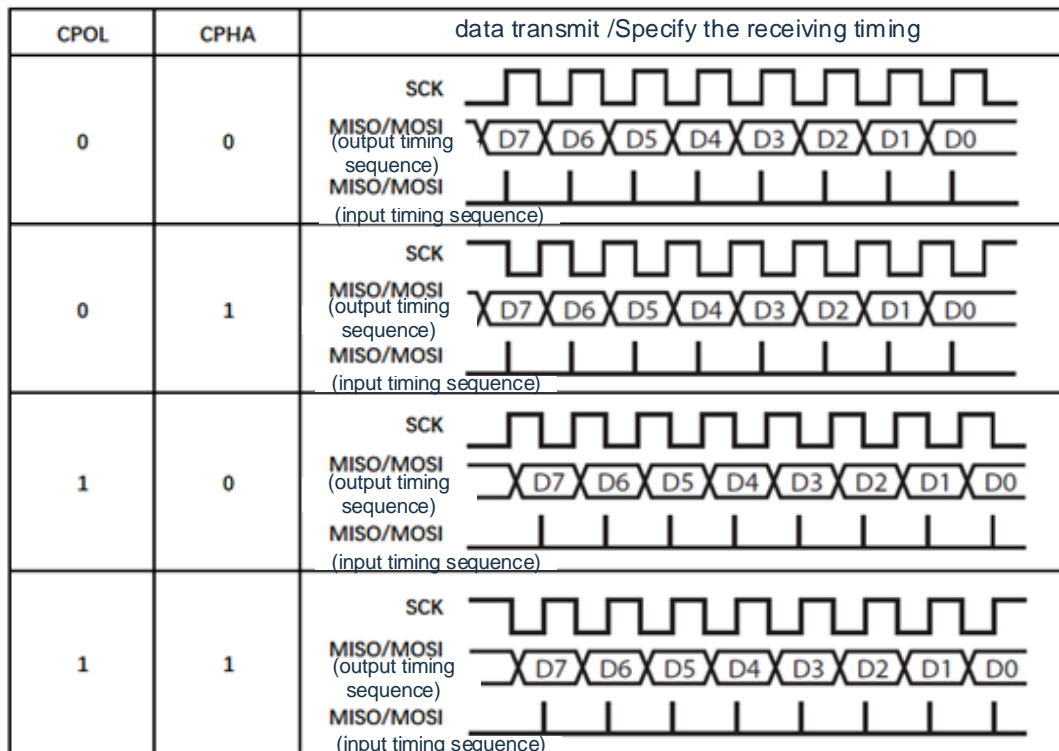 CPOL CPHA data transmit /Specify the receiving timing
SCK
0 0 MISO/MOSI
(output timing
sequence)
D7 D6 D5 D4 D3 D2 D1 D0
MISO/MOSI
(input timing sequence)
SCK
0 1 MISO/MOSI
(output timing
sequence)
D7 D6 D5 D4 D3 D2 D1 D0
MISO/MOSI
(input timing sequence)
SCK
1 0 MISO/MOSI
(output timing
sequence)
D7 D6 D5 D4 D3 D2 D1 D0
MISO/MOSI
(input timing sequence)
SCK
1 1 MISO/MOSI
(output timing
sequence)
D7 D6 D5 D4 D3 D2 D1 D0
MISO/MOSI
(input timing sequence)